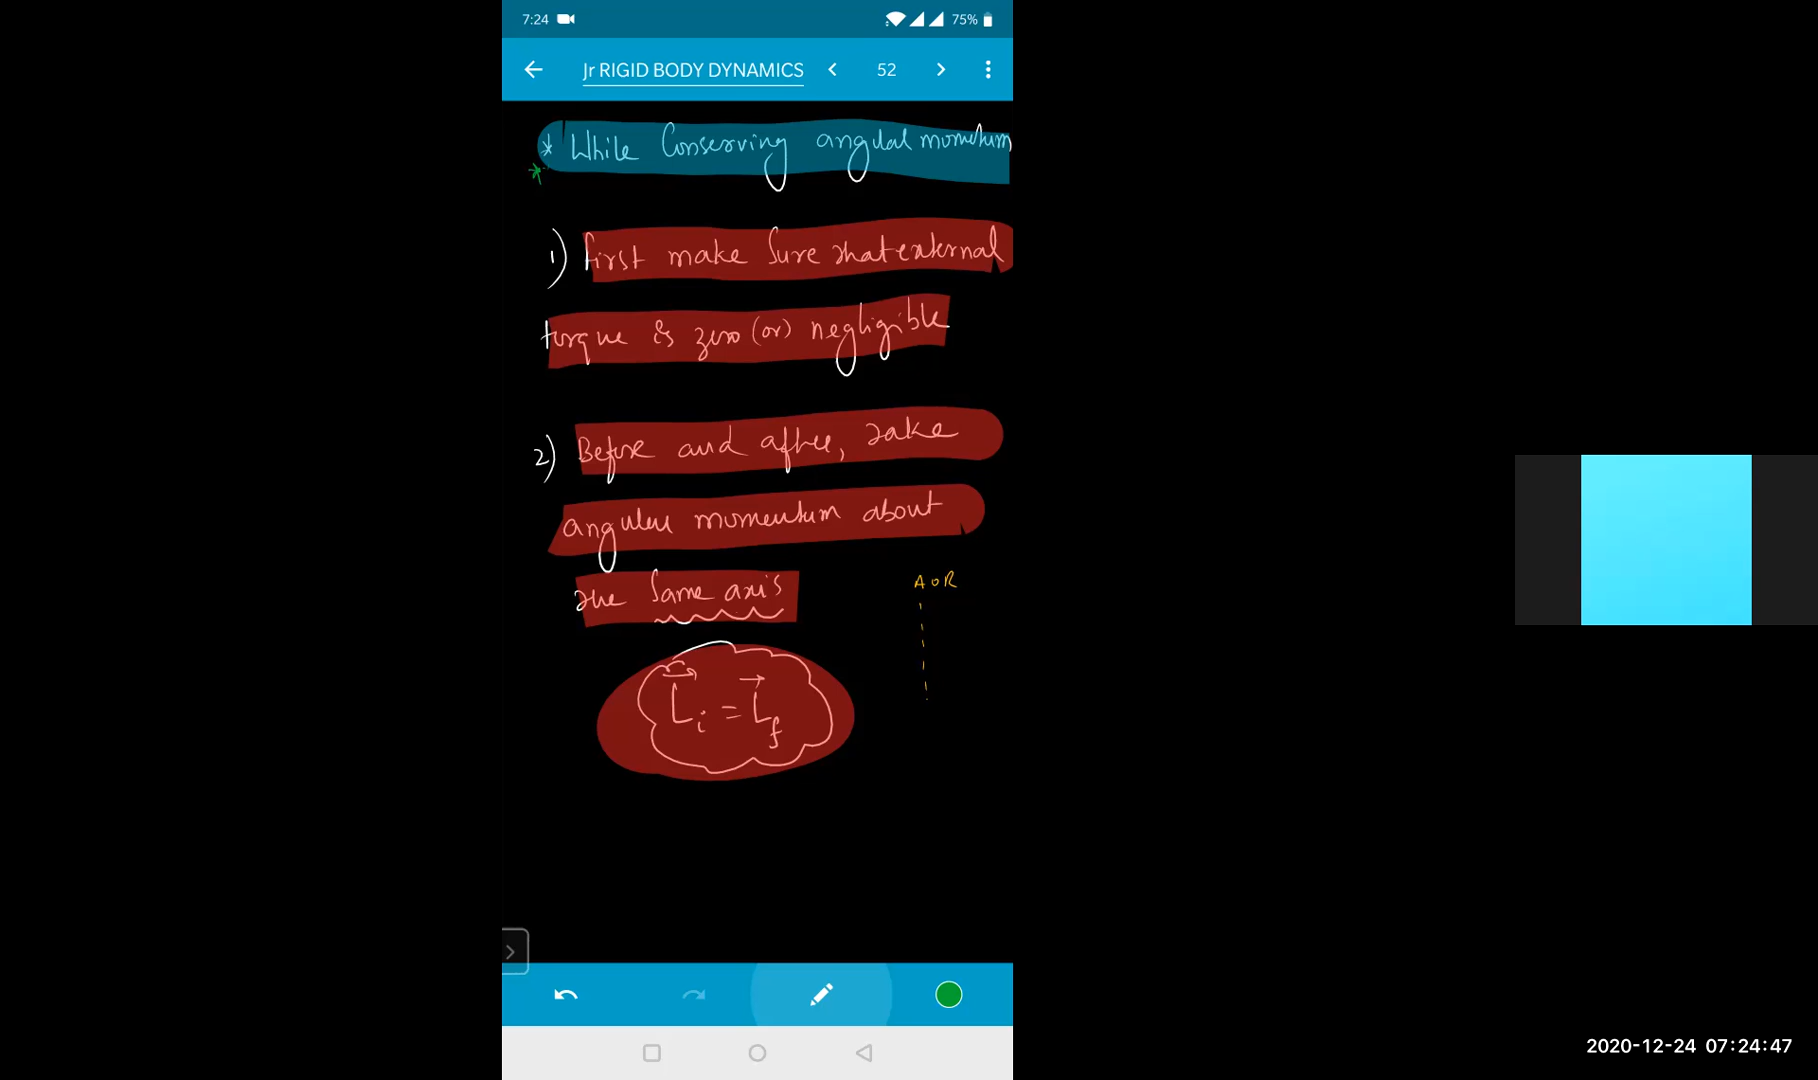 7:24
75%
Jr RIGID BODY DYNAMICS
52
* While Conserving angular momentum
1) First make Sure that external
torque is zero (or) negligible
2) Before and after, take
angular momentum about
the Same axis
AOR
L⃗i = L⃗f
2020-12-24 07:24:47